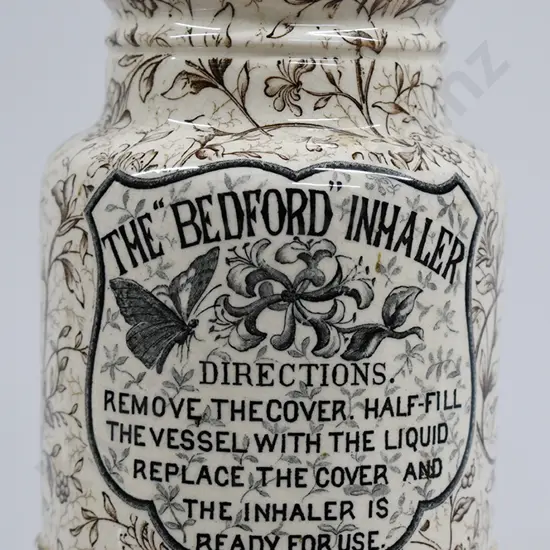 THE "BEDFORD" INHALER
DIRECTIONS.
REMOVE, THE COVER. HALF-FILL
THE VESSEL WITH THE LIQUID
REPLACE THE COVER AND
THE INHALER IS
READY FOR USE.